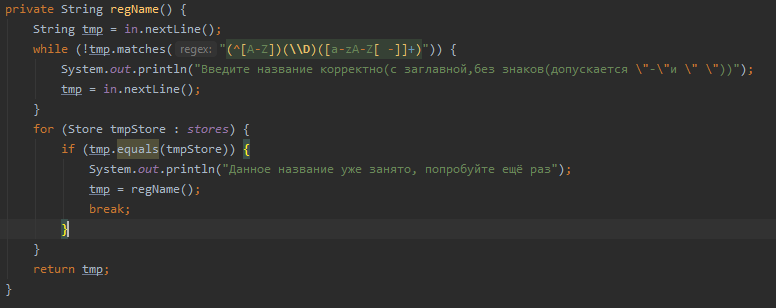 private String regName() {
String tmp = in.nextLine();
while (!tmp.matches( regex: "(^[A-Z])(\\D)([a-zA-Z[ -]]+)")) {
System.out.println("Введите название корректно(с заглавной,без знаков(допускается \"-\"и \" \"))");
tmp = in.nextLine();
}
for (Store tmpStore : stores) {
if (tmp.equals(tmpStore)) {
System.out.println("Данное название уже занято, попробуйте ещё раз");
tmp = regName();
break;
}
}
return tmp;
}